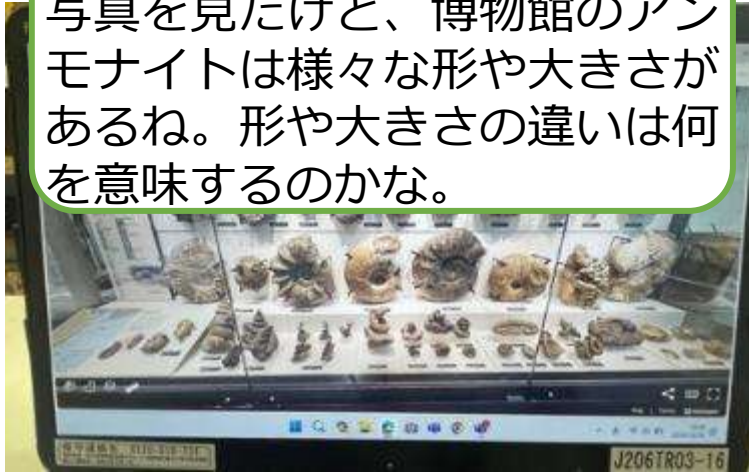 写真を見たけど、博物館のアン
モナイトは様々な形や大きさが
あるね。形や大きさの違いは何
を意味するのかな。
J206TR03-16